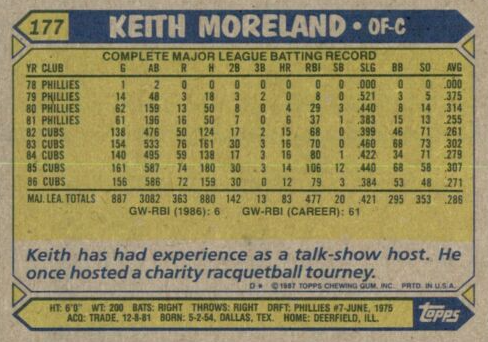 177 KEITH MORELAND • OF-C
COMPLETE MAJOR LEAGUE BATTING RECORD
YR CLUB G AB R H 2B 3B HR RBI SB SLG BB SO AVG
78 PHILLIES 1 2 0 0 0 0 0 0 0 .000 0 0 .000
79 PHILLIES 14 48 3 18 3 2 0 8 0 .521 3 5 .375
80 PHILLIES 62 159 13 50 8 0 4 29 3 .440 8 14 .314
81 PHILLIES 61 196 16 50 7 0 6 37 1 .383 15 13 .255
82 CUBS 138 476 50 124 17 2 15 68 0 .399 46 71 .261
83 CUBS 154 533 76 161 30 3 16 70 0 .460 68 73 .302
84 CUBS 140 495 59 138 17 3 16 80 1 .422 34 71 .279
85 CUBS 161 587 74 180 30 3 14 106 12 .440 68 58 .307
86 CUBS 156 586 72 159 30 0 12 79 3 .384 53 48 .271
MAJ. LEA. TOTALS 887 3082 363 880 142 13 83 477 20 .421 295 353 .286
GW-RBI (1986): 6 GW-RBI (CAREER): 61
Keith has had experience as a talk-show host. He
once hosted a charity racquetball tourney.
D* ©1987 TOPPS CHEWING GUM, INC. PRTD. IN U.S.A.
HT: 6'0" WT: 200 BATS: RIGHT THROWS: RIGHT DRFT: PHILLIES #7-JUNE, 1975
ACQ: TRADE, 12-8-81 BORN: 5-2-54, DALLAS, TEX. HOME: DEERFIELD, ILL.
Topps